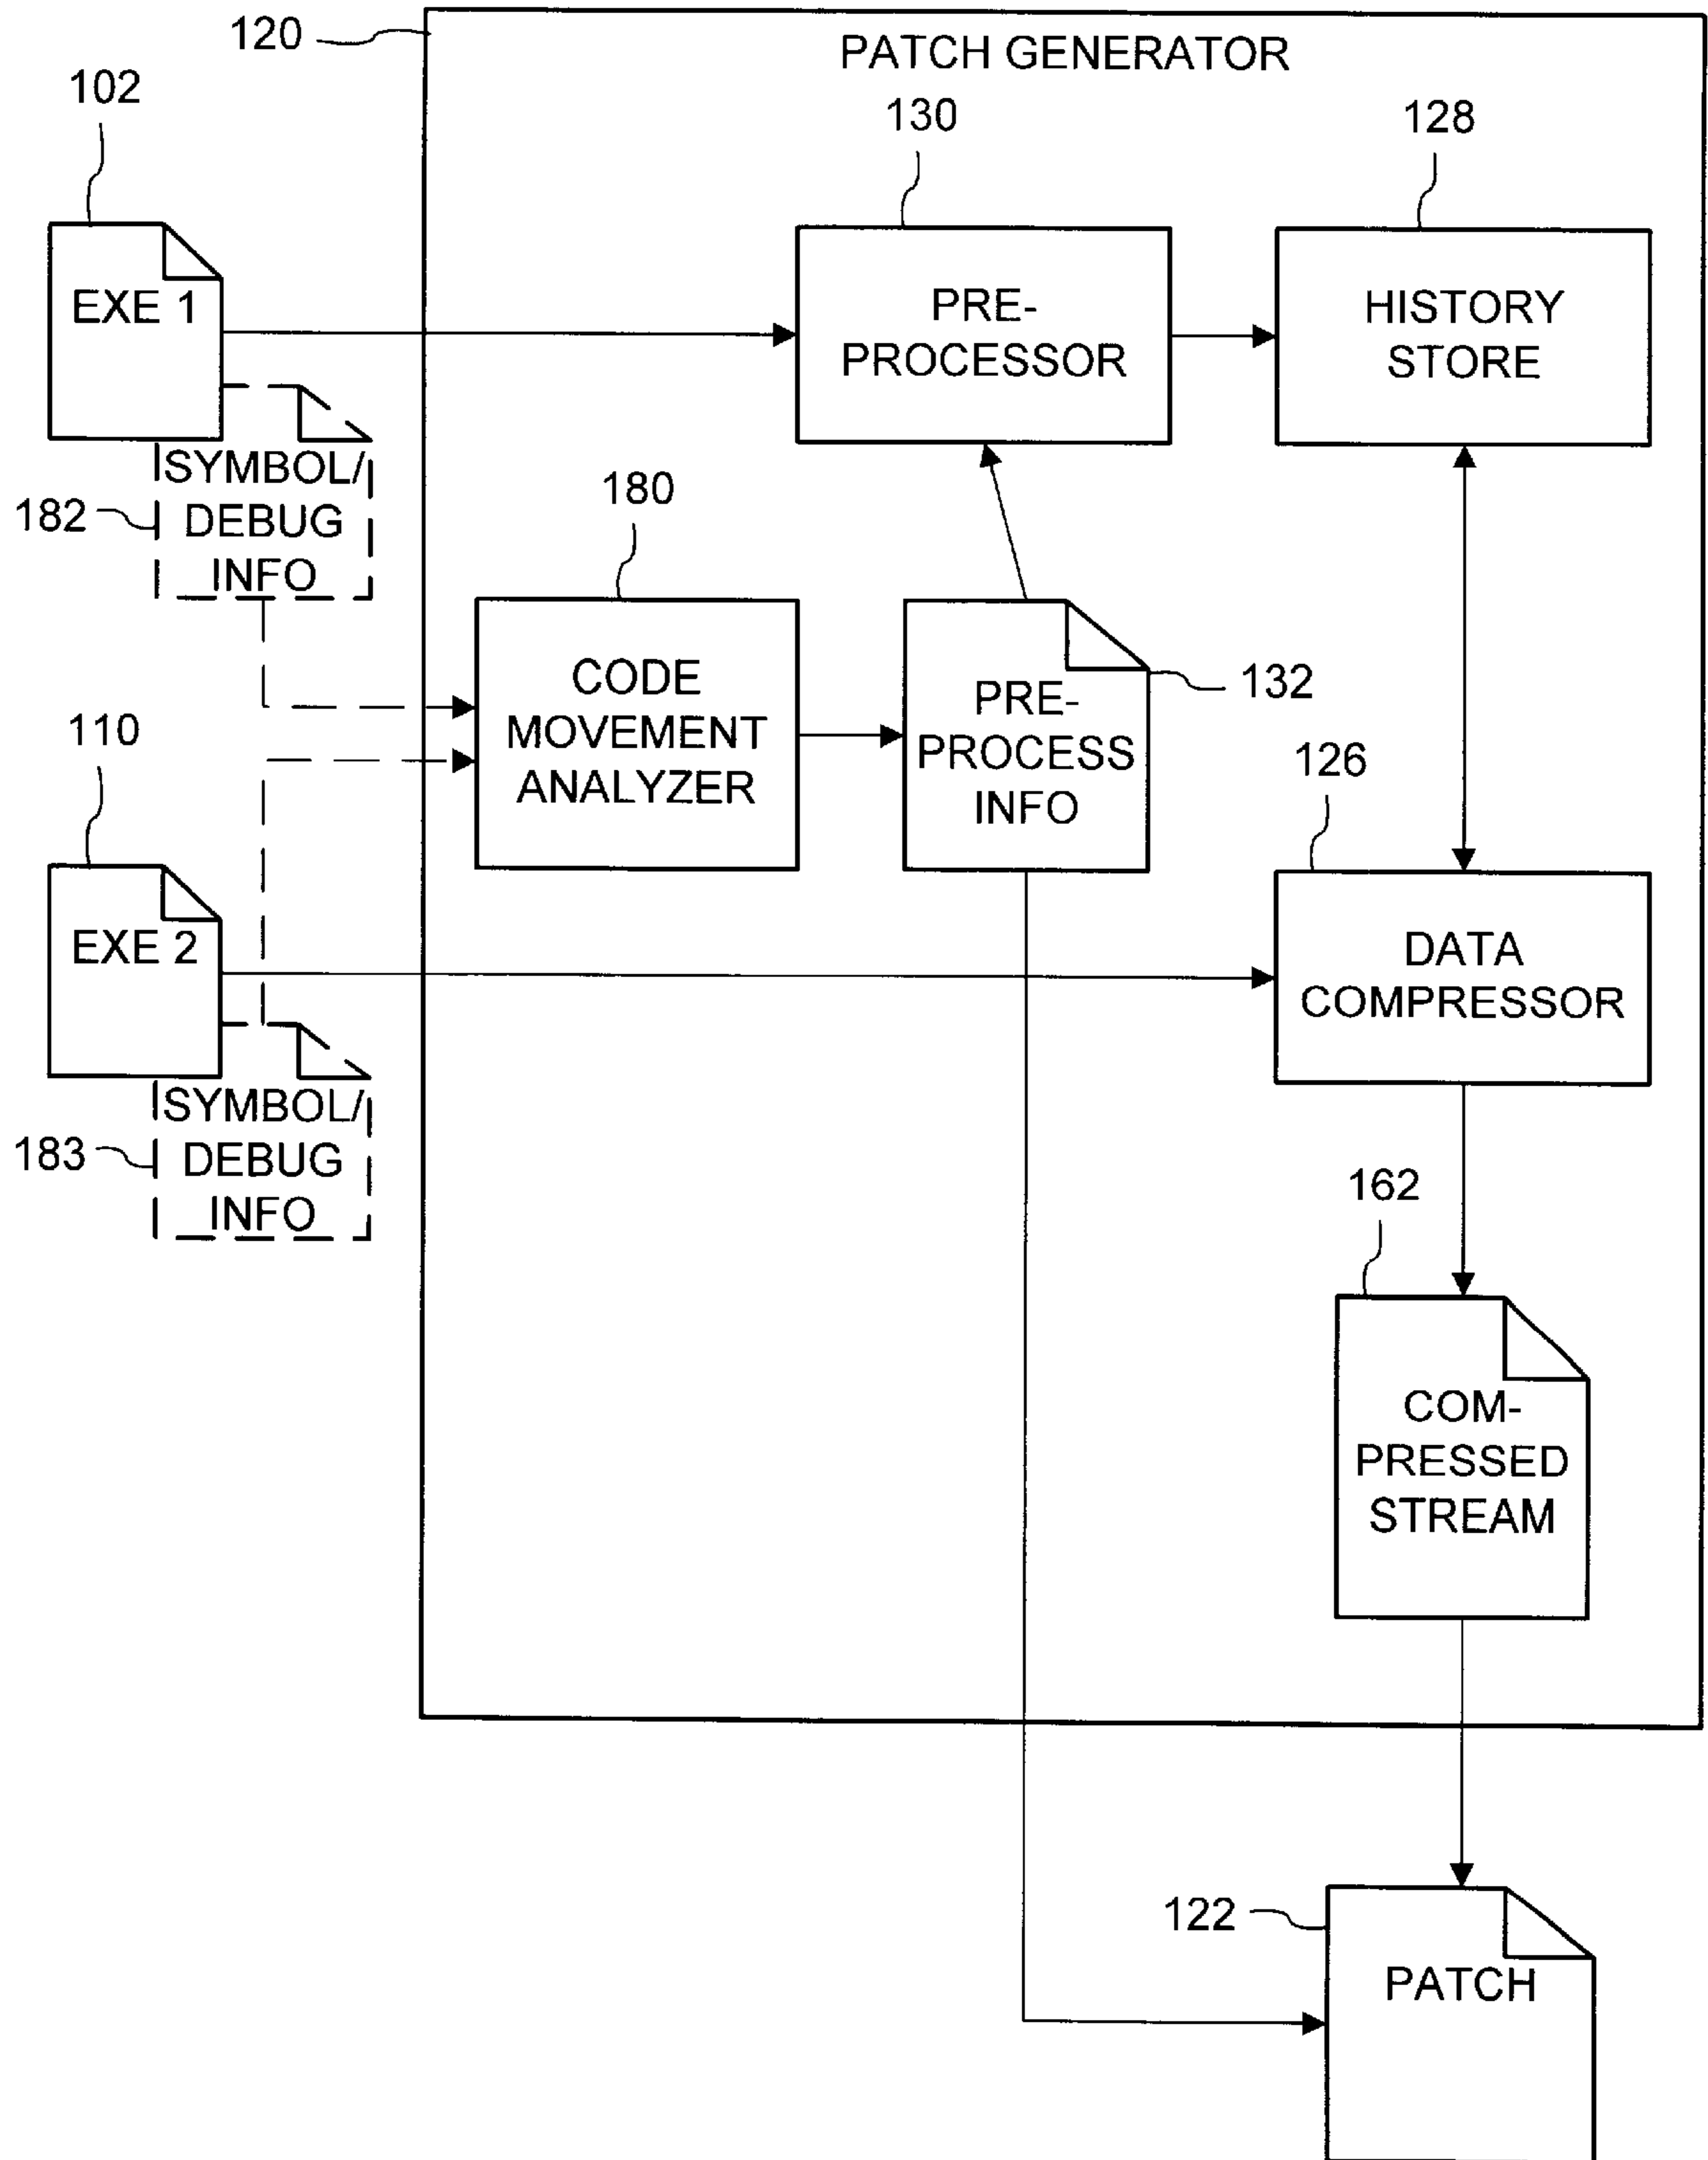 120
PATCH GENERATOR
102
130
128
EXE 1
PRE-
PROCESSOR
HISTORY
STORE
SYMBOL/
DEBUG
INFO
182
180
CODE
MOVEMENT
ANALYZER
PRE-
PROCESS
INFO
132
110
126
EXE 2
DATA
COMPRESSOR
SYMBOL/
DEBUG
INFO
183
162
COM-
PRESSED
STREAM
122
PATCH